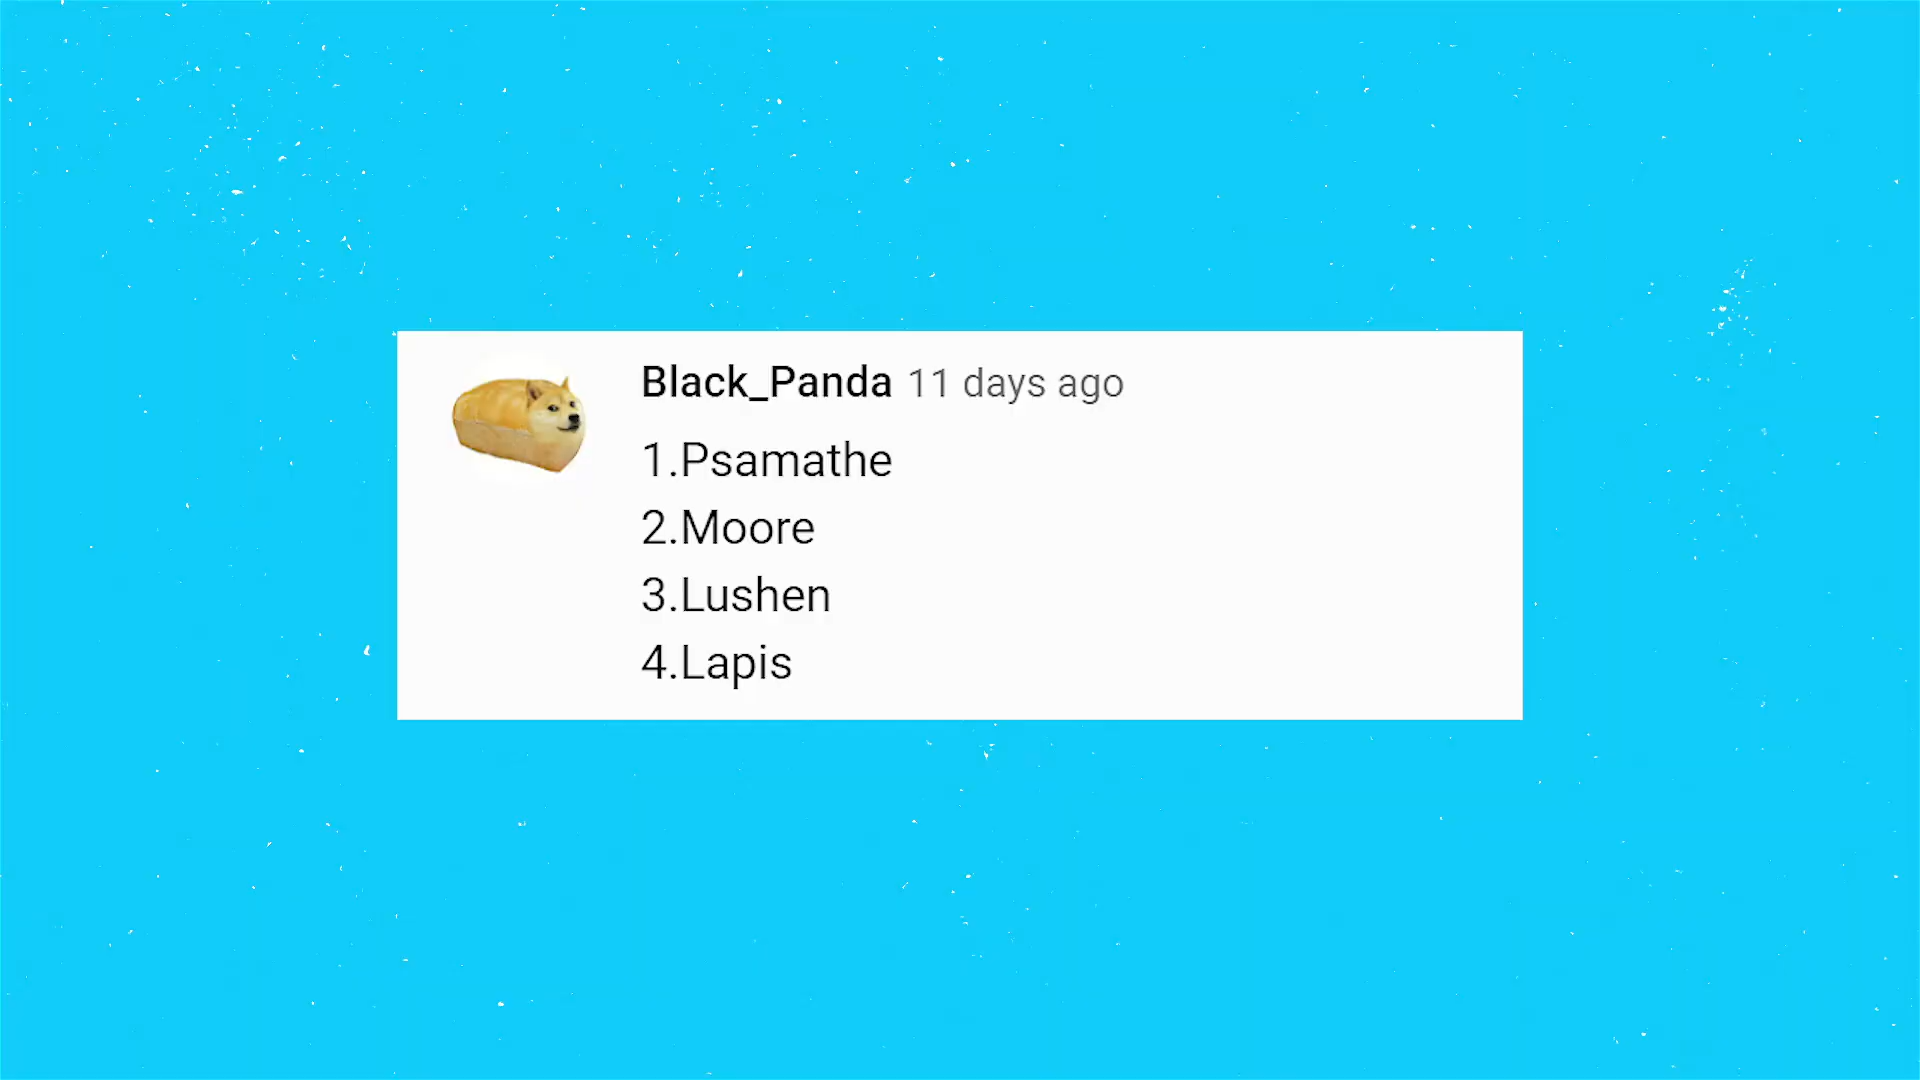 Black_Panda 11 days ago
1.Psamathe
2.Moore
3.Lushen
4.Lapis